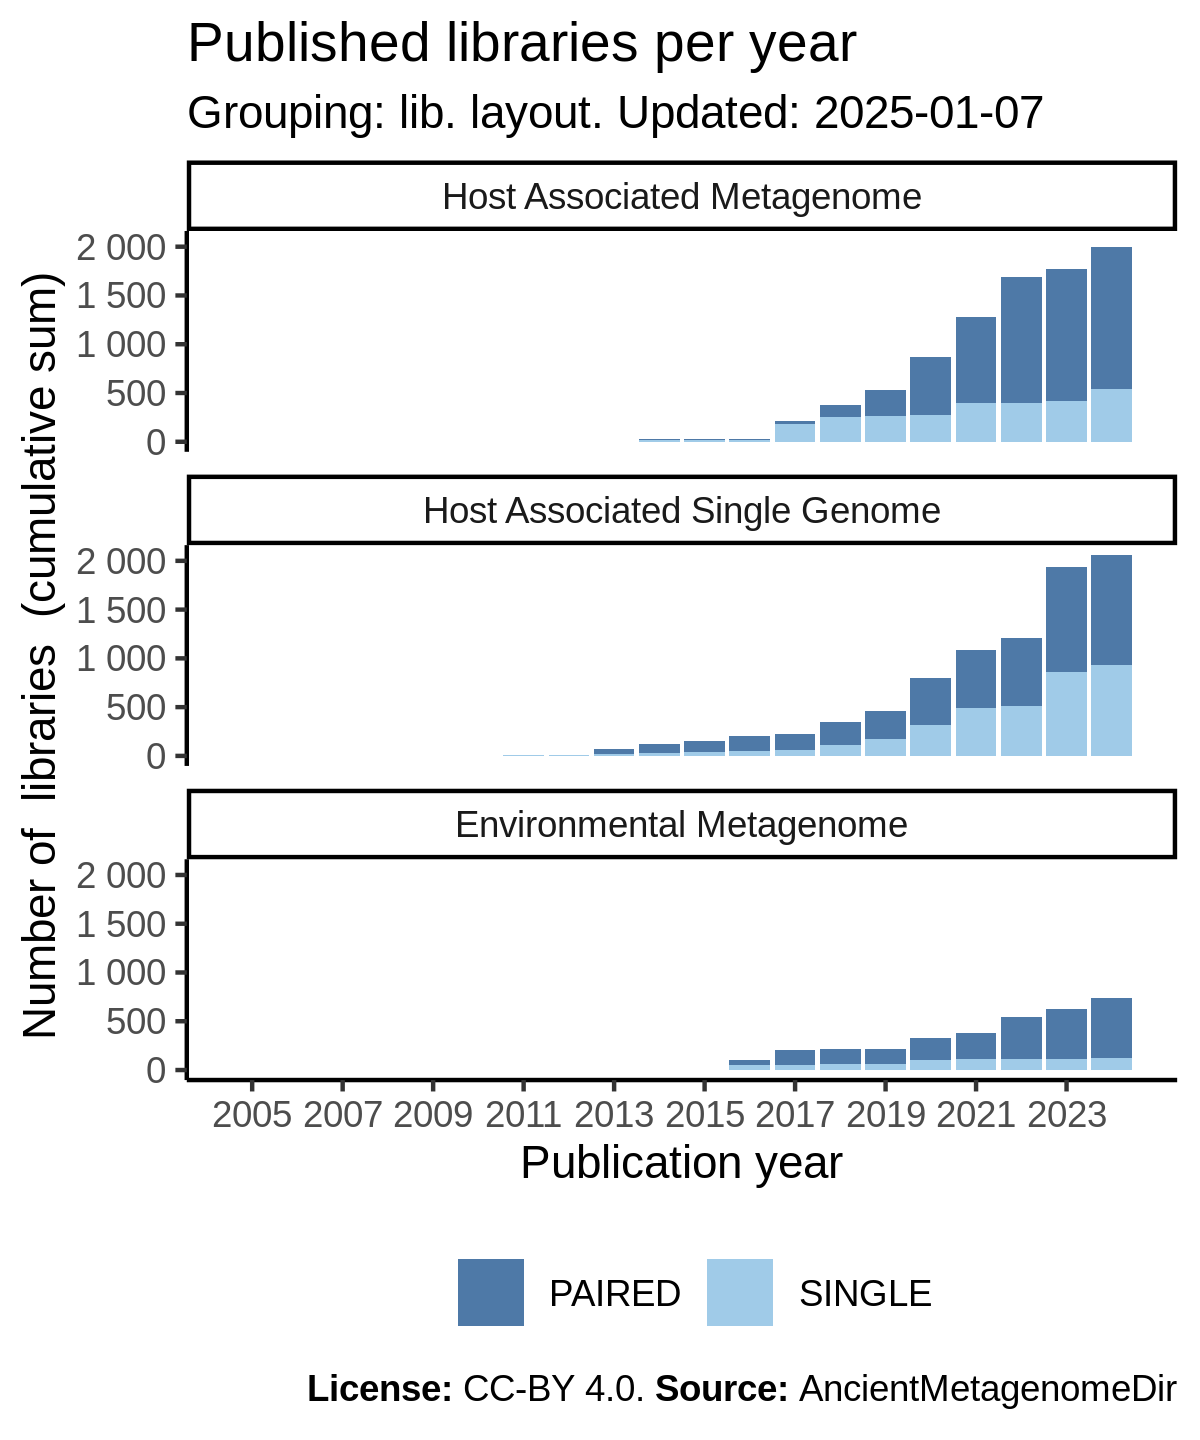 Published libraries per year
Grouping: lib. layout. Updated: 2025-01-07
Host Associated Metagenome
2 000
1 500
1 000
500
0
Host Associated Single Genome
2 000
1 500
1 000
500
0
Environmental Metagenome
2 000
1 500
1 000
500
0
Number of libraries (cumulative sum)
2005 2007 2009 2011 2013 2015 2017 2019 2021 2023
Publication year
PAIRED SINGLE
License: CC-BY 4.0. Source: AncientMetagenomeDir